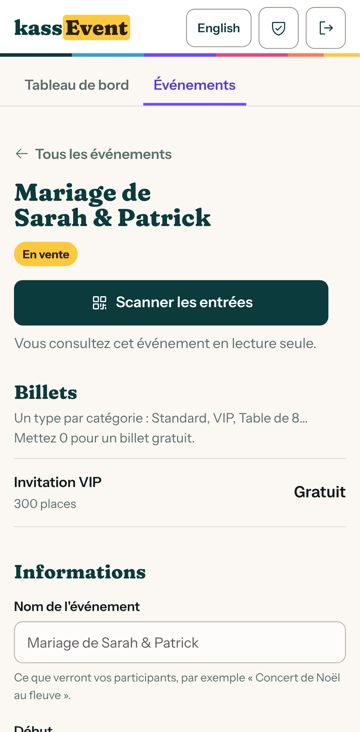 kassEvent
English
Tableau de bord
Événements
← Tous les événements
Mariage de
Sarah & Patrick
En vente
Scanner les entrées
Vous consultez cet événement en lecture seule.
Billets
Un type par catégorie : Standard, VIP, Table de 8…
Mettez 0 pour un billet gratuit.
Invitation VIP
Gratuit
300 places
Informations
Nom de l'événement
Mariage de Sarah & Patrick
Ce que verront vos participants, par exemple « Concert de Noël
au fleuve ».
Début